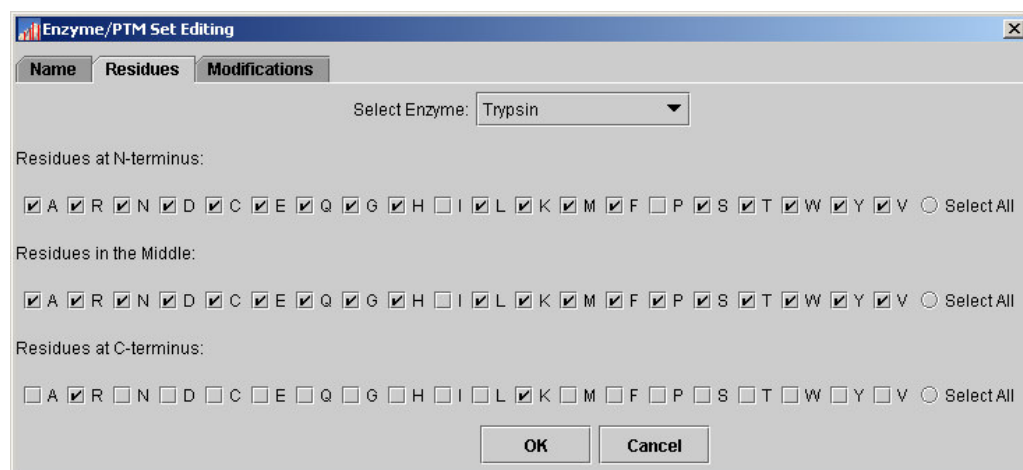 Enzyme/PTM Set Editing
Name Residues Modifications
Select Enzyme: Trypsin
Residues at N-terminus:
A R N D C E Q G H I L K M F P S T W Y V Select All
Residues in the Middle:
A R N D C E Q G H I L K M F P S T W Y V Select All
Residues at C-terminus:
A R N D C E Q G H I L K M F P S T W Y V Select All
OK Cancel